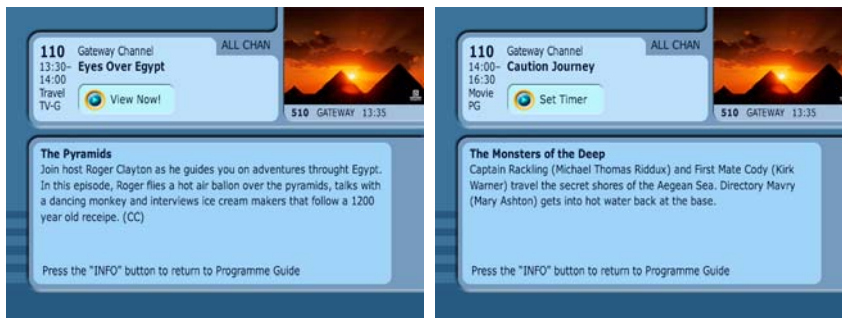 110 Gateway Channel ALL CHAN
13:30- Eyes Over Egypt
14:00
Travel
TV-G
View Now!
510 GATEWAY 13:35
The Pyramids
Join host Roger Clayton as he guides you on adventures throught Egypt.
In this episode, Roger flies a hot air ballon over the pyramids, talks with
a dancing monkey and interviews ice cream makers that follow a 1200
year old receipe. (CC)
Press the "INFO" button to return to Programme Guide
110 Gateway Channel ALL CHAN
14:00- Caution Journey
16:30
Movie
PG
Set Timer
510 GATEWAY 13:35
The Monsters of the Deep
Captain Rackling (Michael Thomas Riddux) and First Mate Cody (Kirk
Warner) travel the secret shores of the Aegean Sea. Directory Mavry
(Mary Ashton) gets into hot water back at the base.
Press the "INFO" button to return to Programme Guide